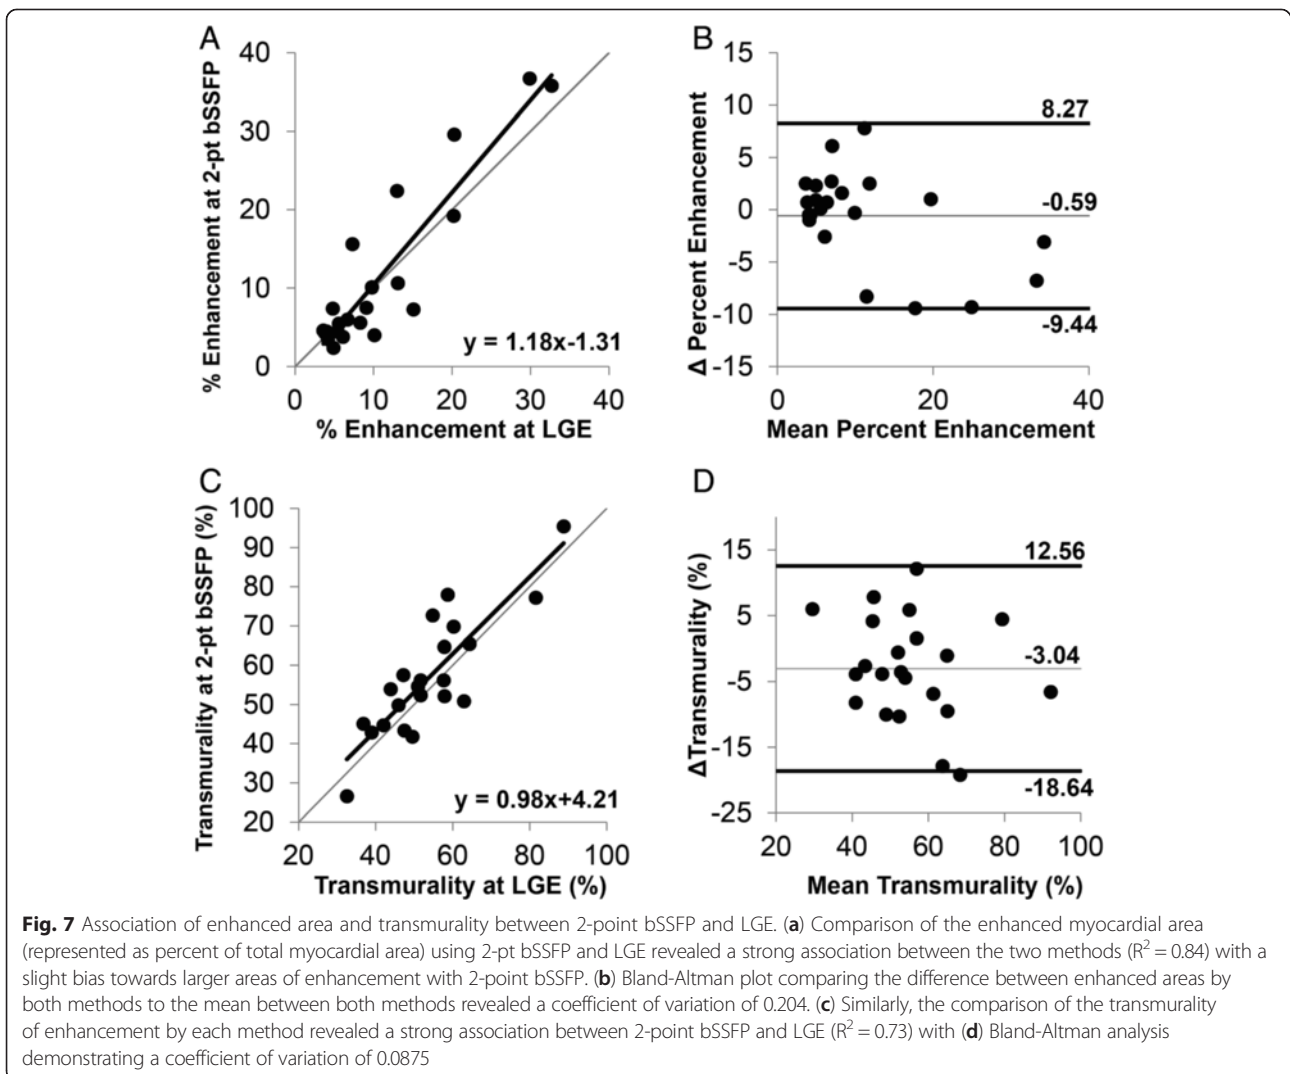 A
% Enhancement at 2-pt bSSFP
40
30
20
10
0
y = 1.18x-1.31
0 10 20 30 40
% Enhancement at LGE
B
Δ Percent Enhancement
15
10
5
0
-5
-10
-15
8.27
-0.59
-9.44
0 20 40
Mean Percent Enhancement
C
Transmurality at 2-pt bSSFP (%)
100
90
80
70
60
50
40
30
20
y = 0.98x+4.21
20 40 60 80 100
Transmurality at LGE (%)
D
ΔTransmurality (%)
15
5
-5
-15
-25
12.56
-3.04
-18.64
20 40 60 80 100
Mean Transmurality (%)
Fig. 7 Association of enhanced area and transmurality between 2-point bSSFP and LGE. (a) Comparison of the enhanced myocardial area
(represented as percent of total myocardial area) using 2-pt bSSFP and LGE revealed a strong association between the two methods (R² = 0.84) with a
slight bias towards larger areas of enhancement with 2-point bSSFP. (b) Bland-Altman plot comparing the difference between enhanced areas by
both methods to the mean between both methods revealed a coefficient of variation of 0.204. (c) Similarly, the comparison of the transmurality
of enhancement by each method revealed a strong association between 2-point bSSFP and LGE (R² = 0.73) with (d) Bland-Altman analysis
demonstrating a coefficient of variation of 0.0875